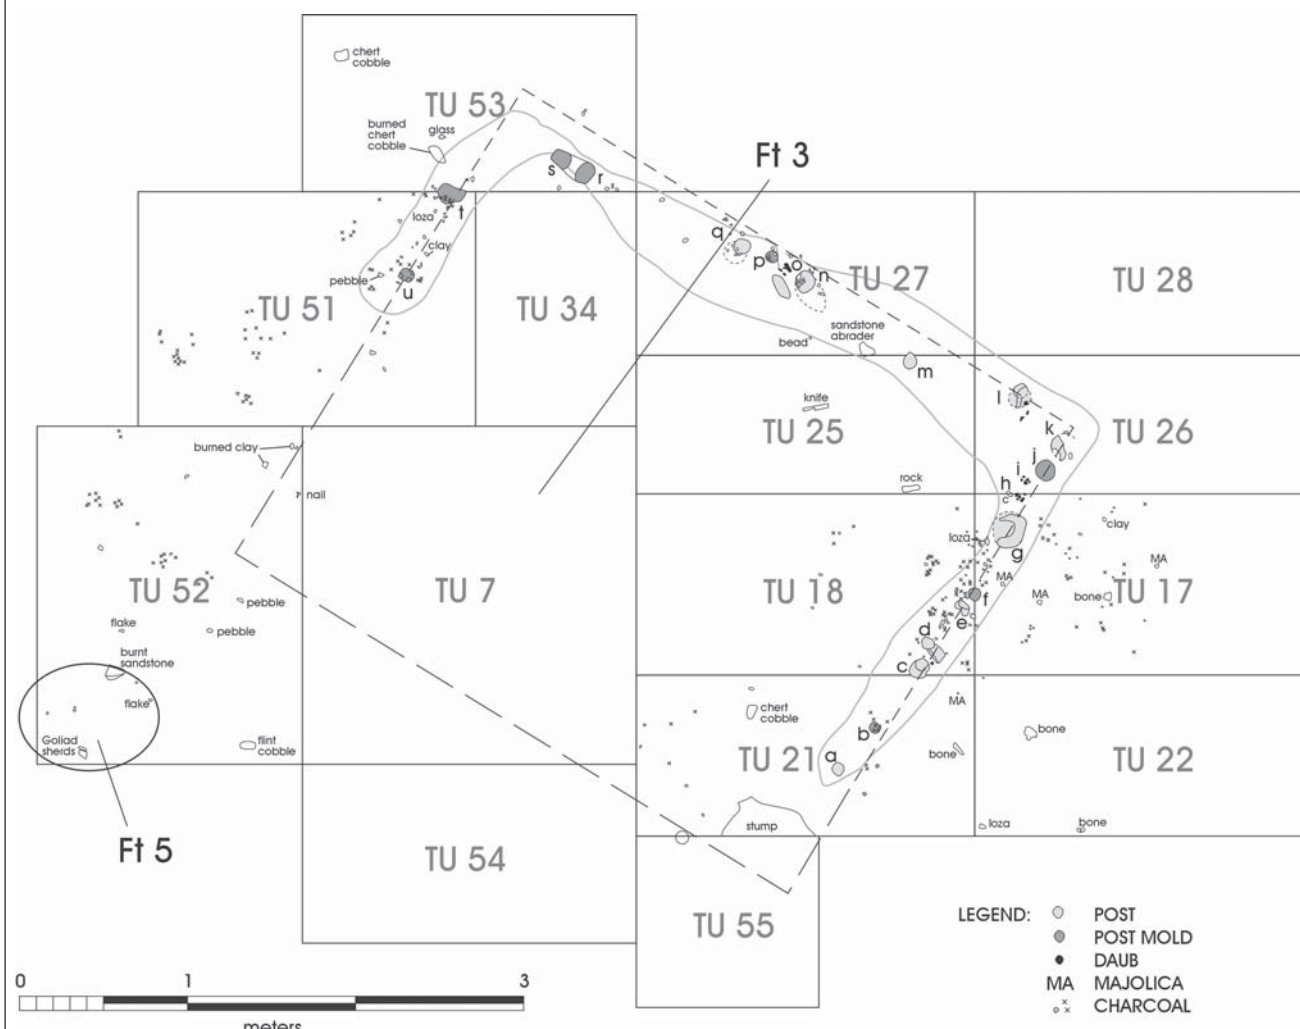 chert
cobble
TU 53
burned
chert
cobble
glass
Ft 3
s
r
t
loza
clay
q
p
o
n
TU 27
TU 28
pebble
u
TU 51
TU 34
sandstone
abrader
bead
m
l
knife
TU 25
k
TU 26
j
i
h
c
burned clay
rock
nail
loza
g
clay
MA
MA
MA
bone
TU 52
TU 7
TU 18
TU 17
f
e
d
c
pebble
flake
pebble
burnt
sandstone
flake
Goliad
sherds
flint
cobble
chert
cobble
MA
b
bone
bone
TU 21
a
TU 22
stump
loza
bone
Ft 5
TU 54
TU 55
LEGEND:
POST
POST MOLD
DAUB
MA MAJOLICA
CHARCOAL
0 1 3
meters